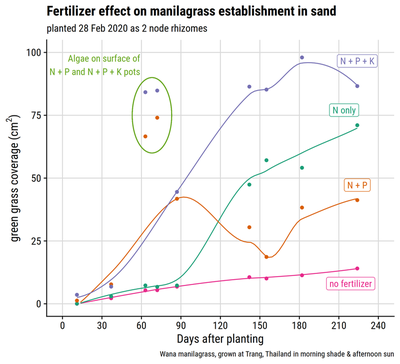 Fertilizer effect on manilagrass establishment in sand
planted 28 Feb 2020 as 2 node rhizomes
Algae on surface of
N + P and N + P + K pots
N + P + K
N only
N + P
no fertilizer
100
75
50
25
0
green grass coverage (cm²)
0 30 60 90 120 150 180 210 240
Days after planting
Wana manilagrass, grown at Trang, Thailand in morning shade & afternoon sun